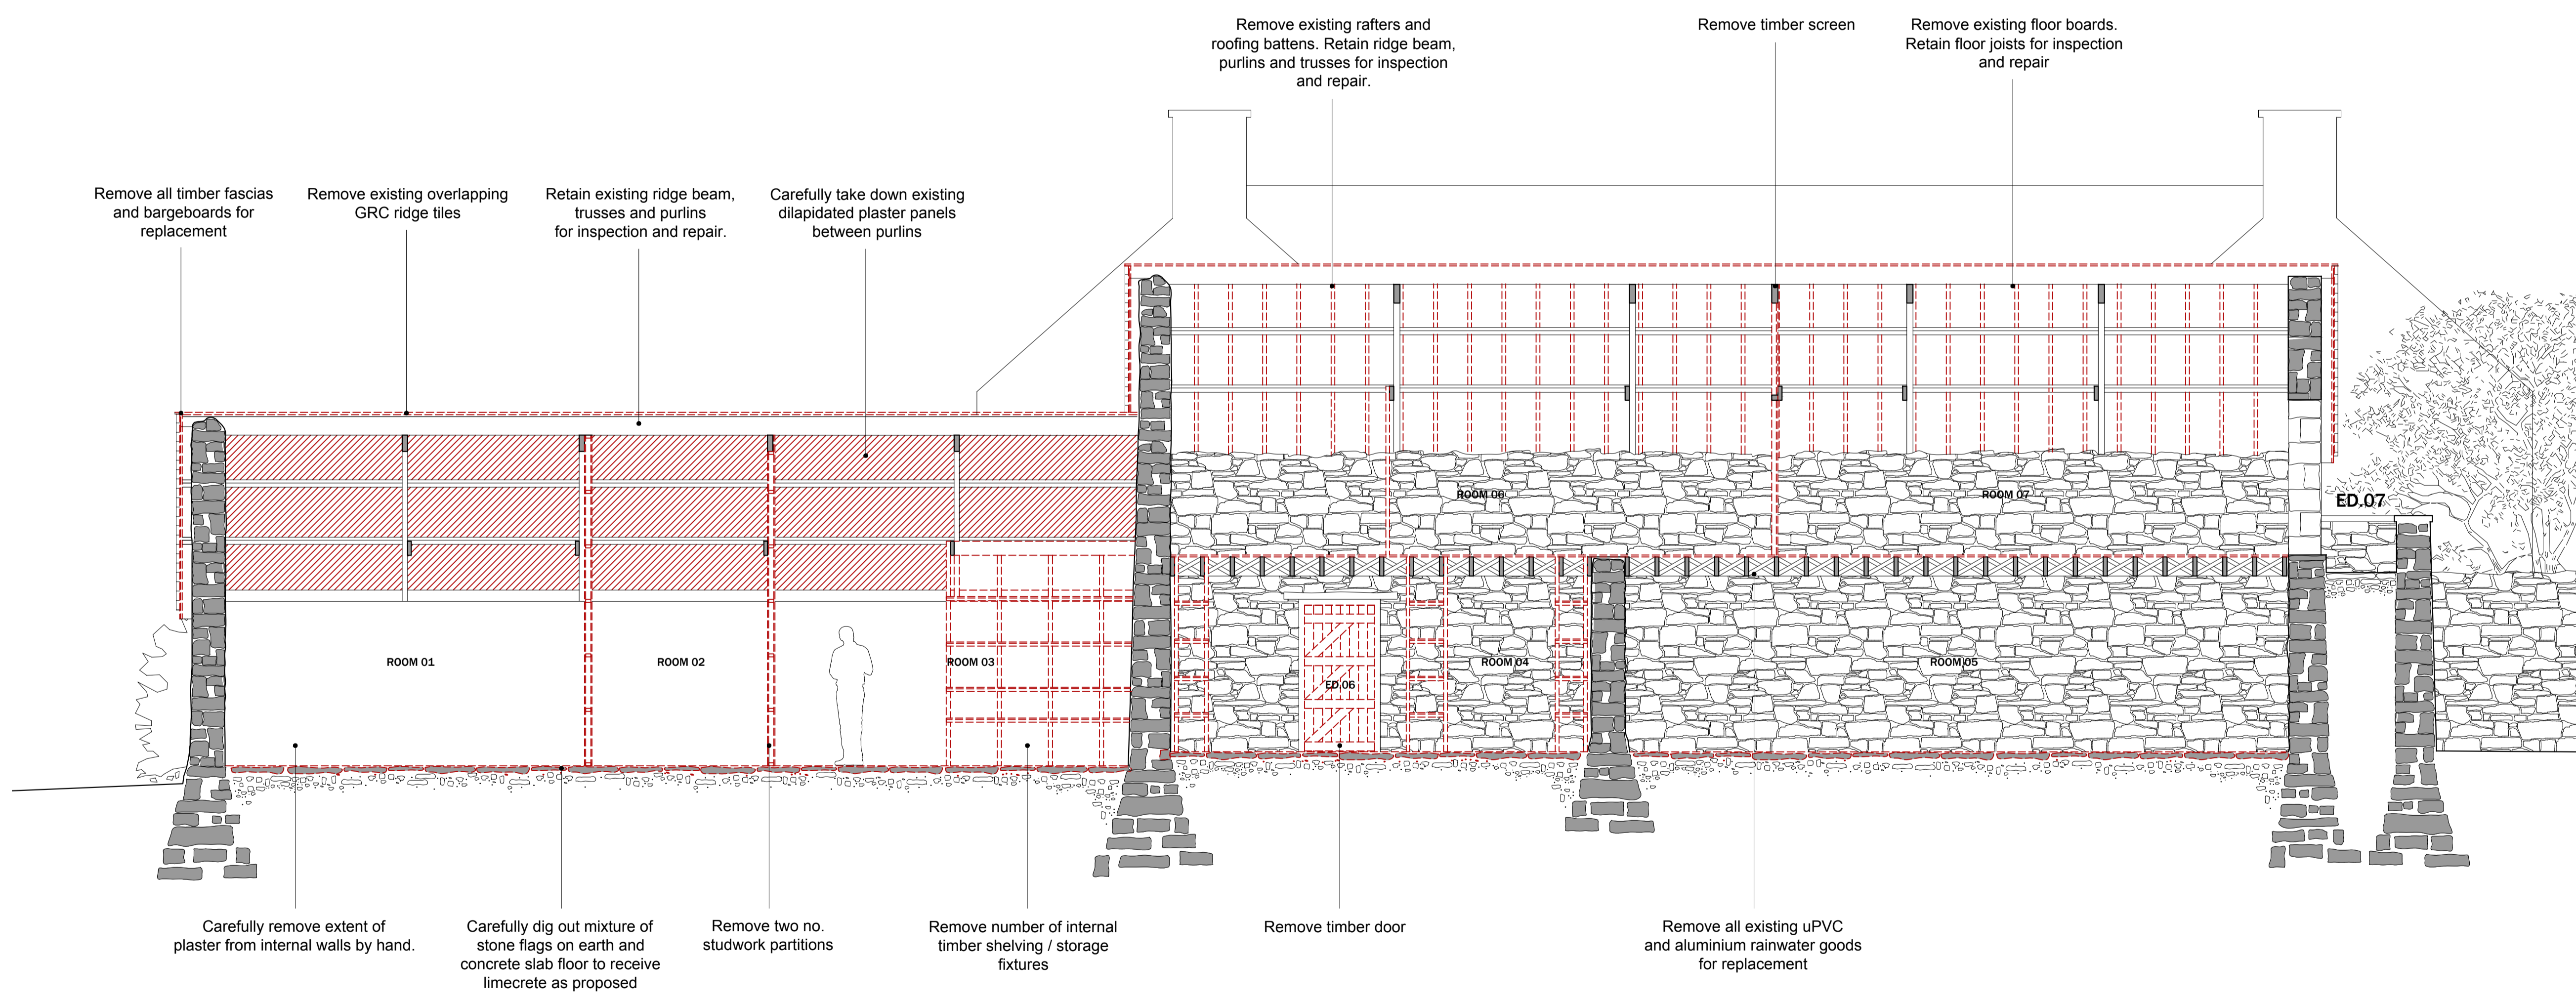 Remove existing rafters and
roofing battens. Retain ridge beam,
purlins and trusses for inspection
and repair.
Remove timber screen
Remove existing floor boards.
Retain floor joists for inspection
and repair
Remove all timber fascias
and bargeboards for
replacement
Remove existing overlapping
GRC ridge tiles
Retain existing ridge beam,
trusses and purlins
for inspection and repair.
Carefully take down existing
dilapidated plaster panels
between purlins
ROOM 06
ROOM 07
ED.07
ROOM 01
ROOM 02
ROOM 03
ROOM 04
ROOM 05
ED.06
Carefully remove extent of
plaster from internal walls by hand.
Carefully dig out mixture of
stone flags on earth and
concrete slab floor to receive
limecrete as proposed
Remove two no.
studwork partitions
Remove number of internal
timber shelving / storage
fixtures
Remove timber door
Remove all existing uPVC
and aluminium rainwater goods
for replacement